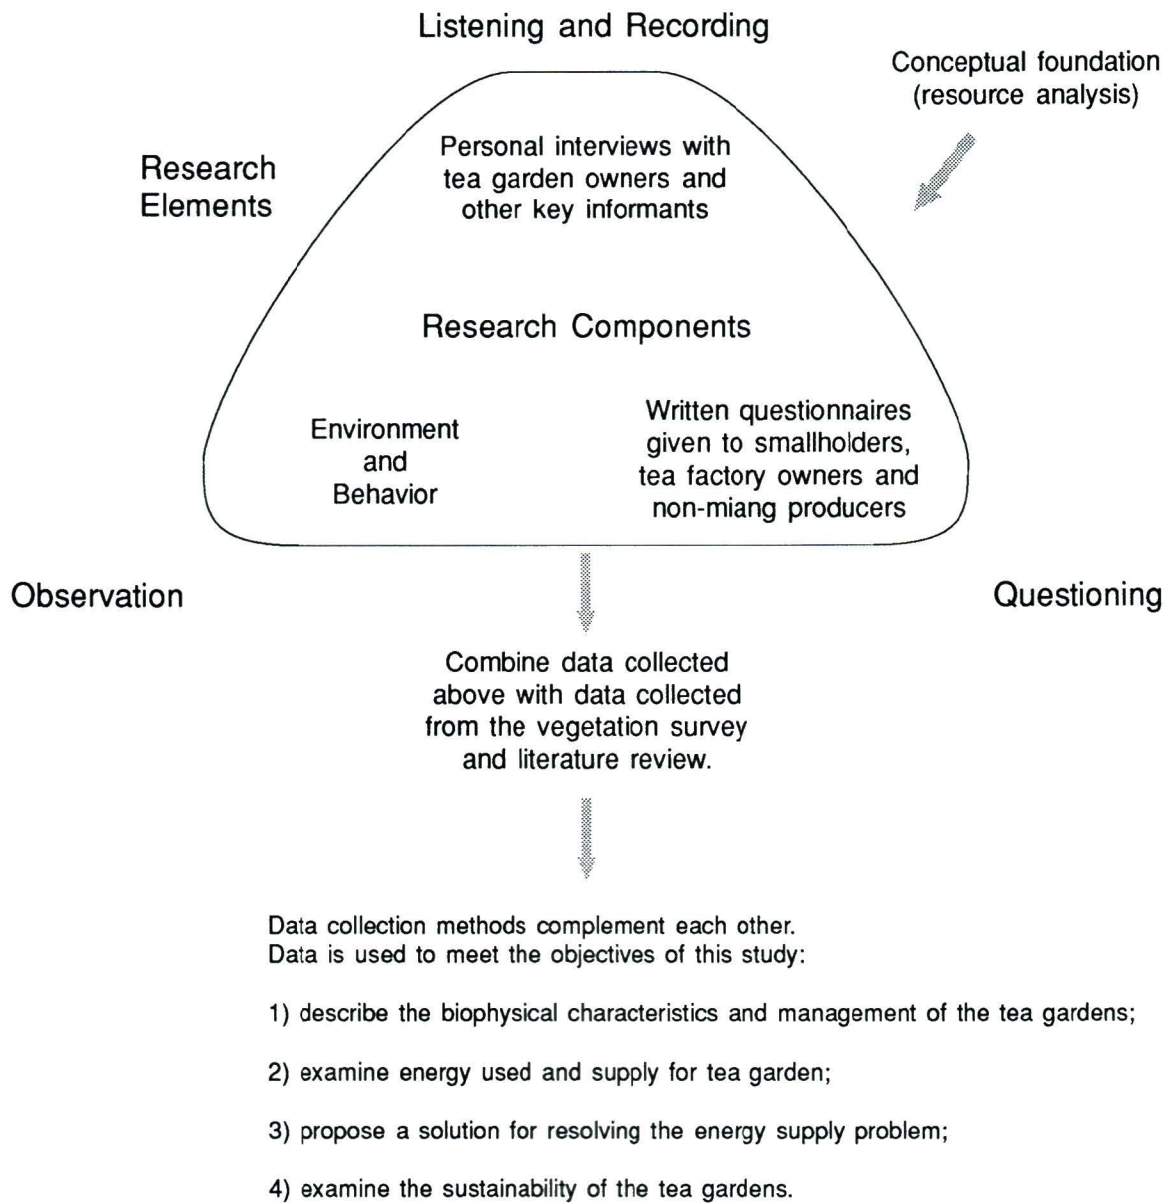 Listening and Recording
Conceptual foundation
(resource analysis)
Research
Elements
Personal interviews with
tea garden owners and
other key informants
Research Components
Environment
and
Behavior
Written questionnaires
given to smallholders,
tea factory owners and
non-miang producers
Observation
Questioning
Combine data collected
above with data collected
from the vegetation survey
and literature review.
Data collection methods complement each other.
Data is used to meet the objectives of this study:
1) describe the biophysical characteristics and management of the tea gardens;
2) examine energy used and supply for tea garden;
3) propose a solution for resolving the energy supply problem;
4) examine the sustainability of the tea gardens.